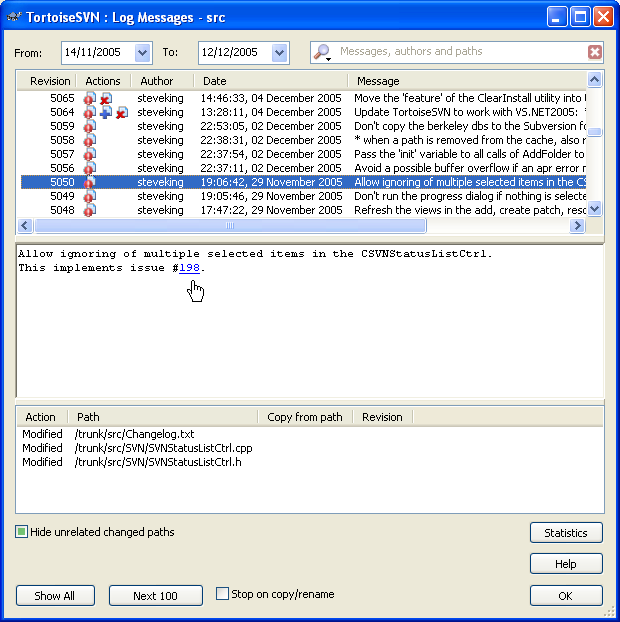 TortoiseSVN : Log Messages - src
From: 14/11/2005 To: 12/12/2005 Messages, authors and paths
Revision Actions Author Date Message
5065 steveking 14:46:33, 04 December 2005 Move the 'feature' of the ClearInstall utility into
5064 steveking 13:28:11, 04 December 2005 Update TortoiseSVN to work with VS.NET2005: *
5059 steveking 22:53:05, 02 December 2005 Don't copy the berkeley dbs to the Subversion fo
5058 steveking 22:38:31, 02 December 2005 * when a path is removed from the cache, also r
5057 steveking 22:37:54, 02 December 2005 Pass the 'init' variable to all calls of AddFolder to
5056 steveking 22:37:11, 02 December 2005 Avoid a possible buffer overflow if an apr error r
5050 steveking 19:06:42, 29 November 2005 Allow ignoring of multiple selected items in the CS
5049 steveking 19:05:46, 29 November 2005 Don't run the progress dialog if nothing is selecte
5048 steveking 17:47:22, 29 November 2005 Refresh the views in the add, create patch, reso
Allow ignoring of multiple selected items in the CSVNStatusListCtrl.
This implements issue #198.
Action Path Copy from path Revision
Modified /trunk/src/Changelog.txt
Modified /trunk/src/SVN/SVNStatusListCtrl.cpp
Modified /trunk/src/SVN/SVNStatusListCtrl.h
Hide unrelated changed paths
Statistics
Help
Show All Next 100 Stop on copy/rename OK